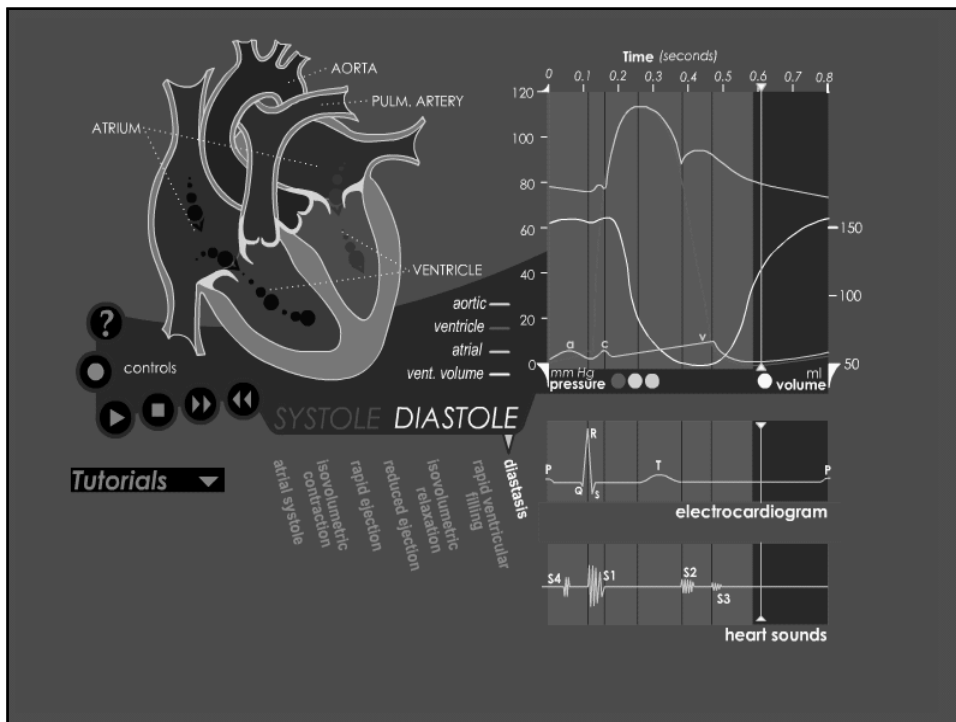 Time (seconds)
0 0.1 0.2 0.3 0.4 0.5 0.6 0.7 0.8
AORTA
PULM. ARTERY
ATRIUM
VENTRICLE
120
100
80
60
40
20
0
150
100
50
a c v
aortic
ventricle
atrial
vent. volume
mm Hg
pressure
ml
volume
?
controls
SYSTOLE DIASTOLE
atrial systole
isovolumetric
contraction
rapid ejection
reduced ejection
isovolumetric
relaxation
rapid ventricular
filling
diastasis
Tutorials
P Q R S T P
electrocardiogram
S4 S1 S2 S3
heart sounds